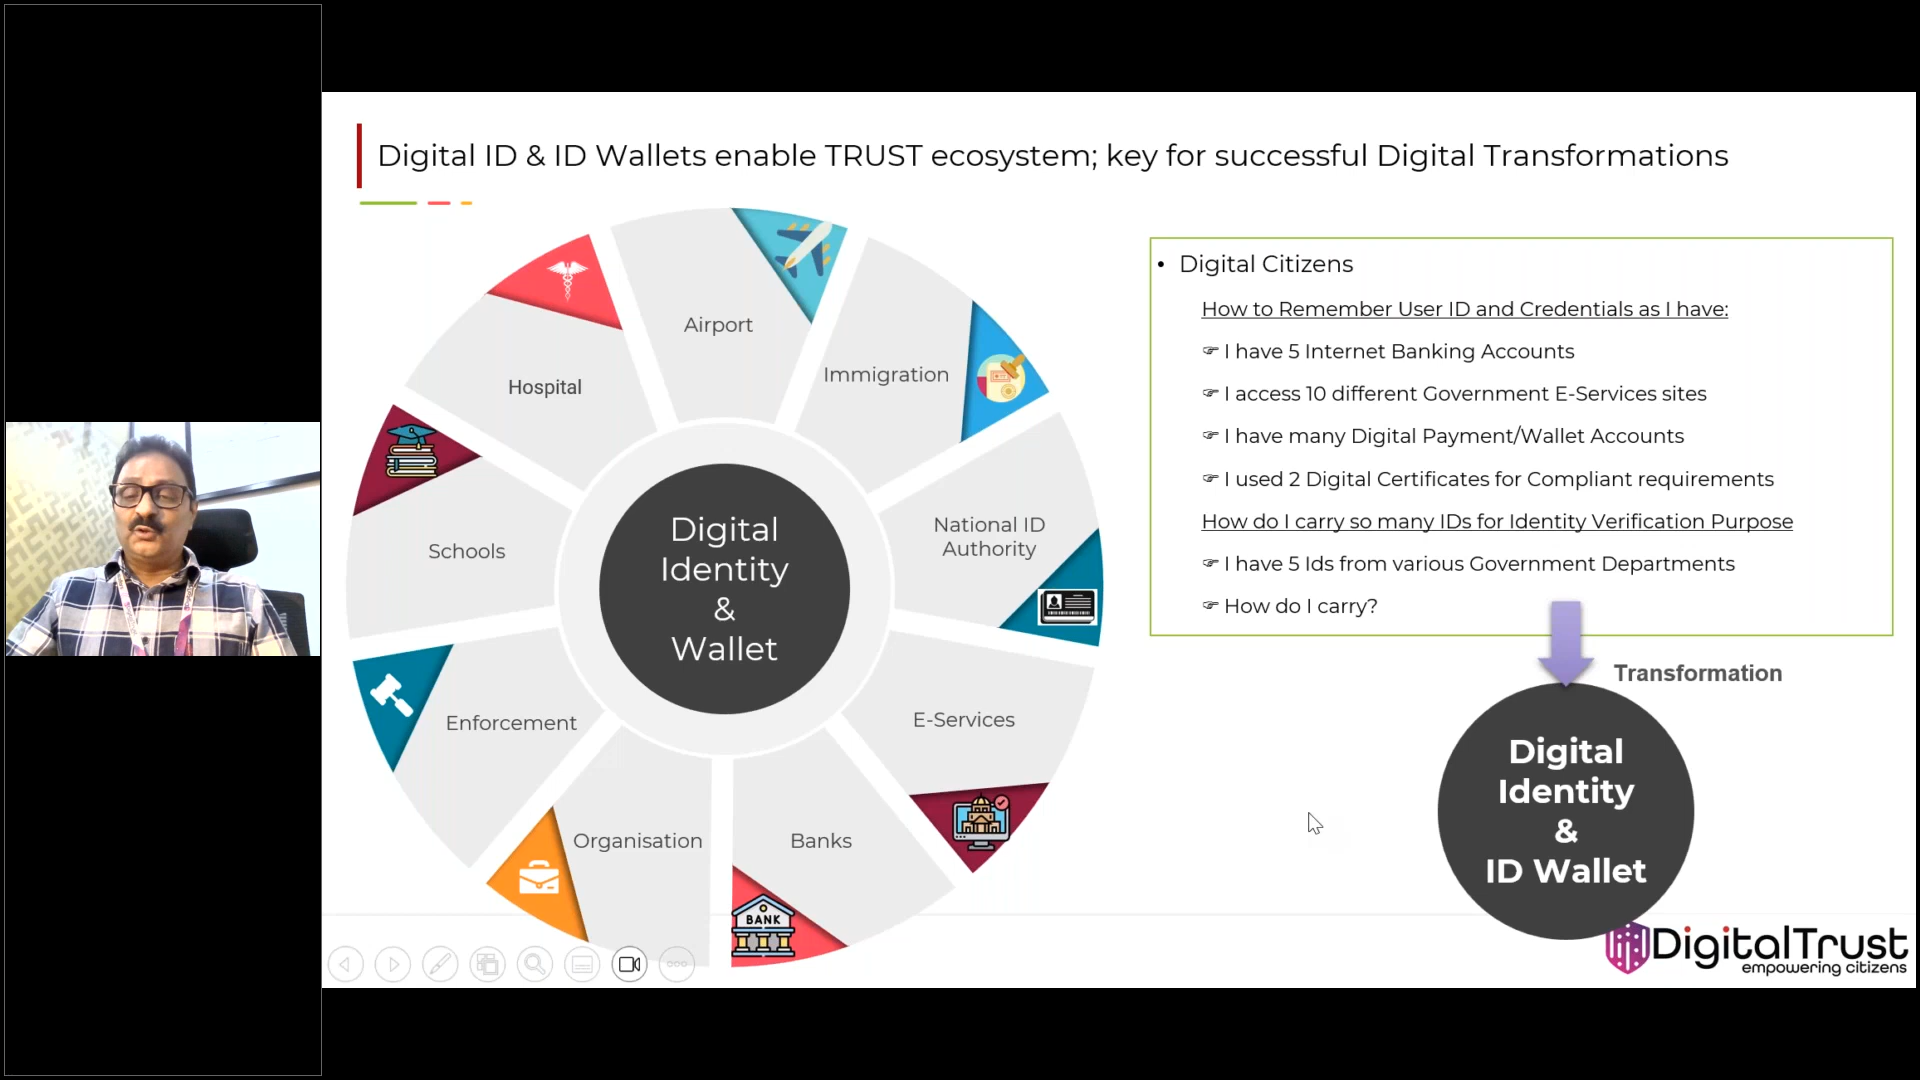 Digital ID & ID Wallets enable TRUST ecosystem; key for successful Digital Transformations
Airport
Immigration
Hospital
National ID
Authority
Schools
Digital
Identity
&
Wallet
Enforcement
E-Services
Organisation
Banks
BANK
• Digital Citizens
How to Remember User ID and Credentials as I have:
☞ I have 5 Internet Banking Accounts
☞ I access 10 different Government E-Services sites
☞ I have many Digital Payment/Wallet Accounts
☞ I used 2 Digital Certificates for Compliant requirements
How do I carry so many IDs for Identity Verification Purpose
☞ I have 5 Ids from various Government Departments
☞ How do I carry?
Transformation
Digital
Identity
&
ID Wallet
DigitalTrust
empowering citizens